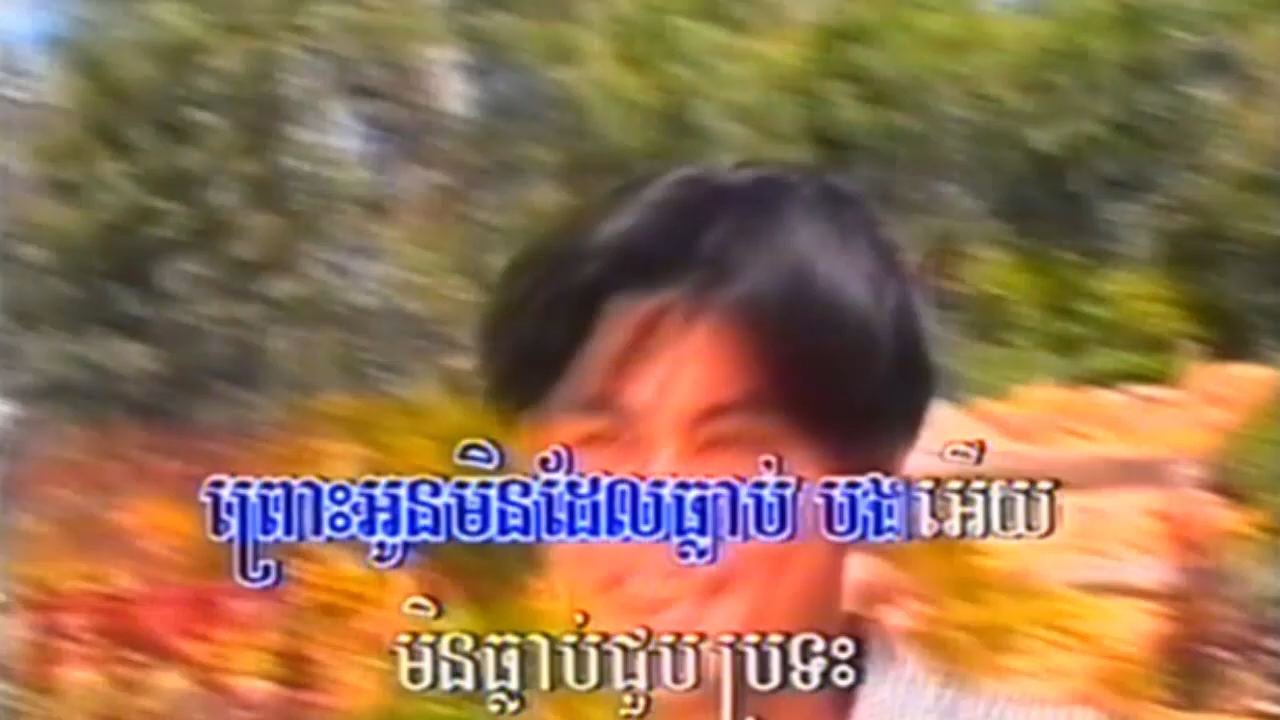 ព្រោះអូនមិនដែលធ្លាប់ បងអើយ
មិនធ្លាប់ជួបប្រទះ